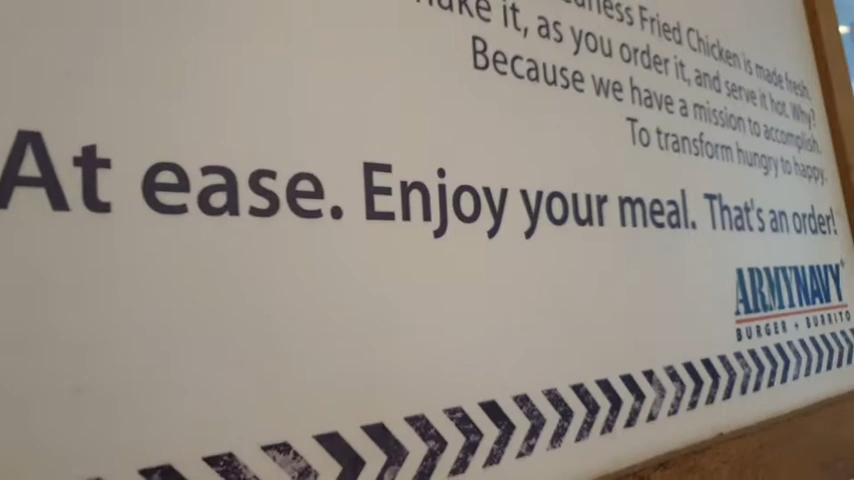 Fried Chicken is made fresh.
make it, as you order it, and serve it hot. Why?
Because we have a mission to accomplish.
To transform hungry to happy.
At ease. Enjoy your meal. That's an order!
ARMYNAVY
BURGER + BURRITO